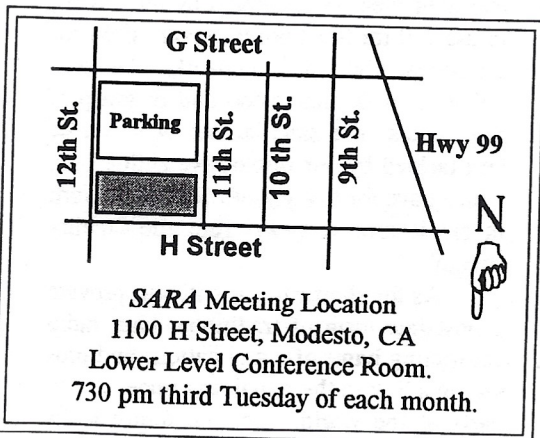 G Street
12th St.
Parking
11th St.
10 th St.
9th St.
Hwy 99
N
H Street
SARA Meeting Location
1100 H Street, Modesto, CA
Lower Level Conference Room.
730 pm third Tuesday of each month.